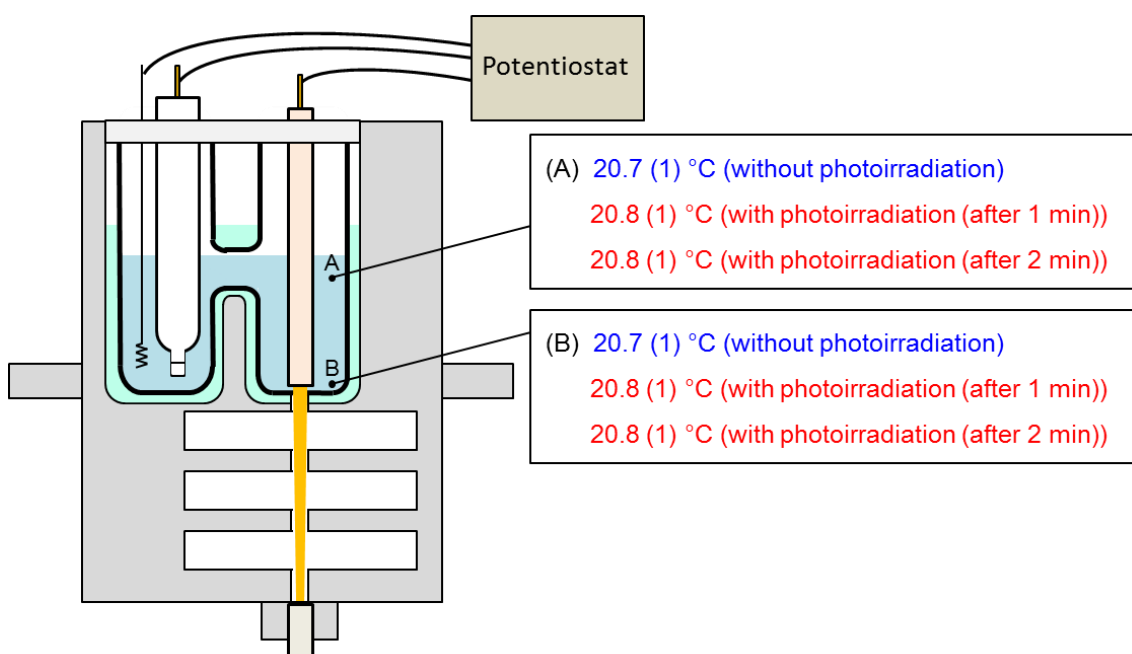 Potentiostat
(A) 20.7 (1) °C (without photoirradiation)
20.8 (1) °C (with photoirradiation (after 1 min))
20.8 (1) °C (with photoirradiation (after 2 min))
A
(B) 20.7 (1) °C (without photoirradiation)
20.8 (1) °C (with photoirradiation (after 1 min))
20.8 (1) °C (with photoirradiation (after 2 min))
B